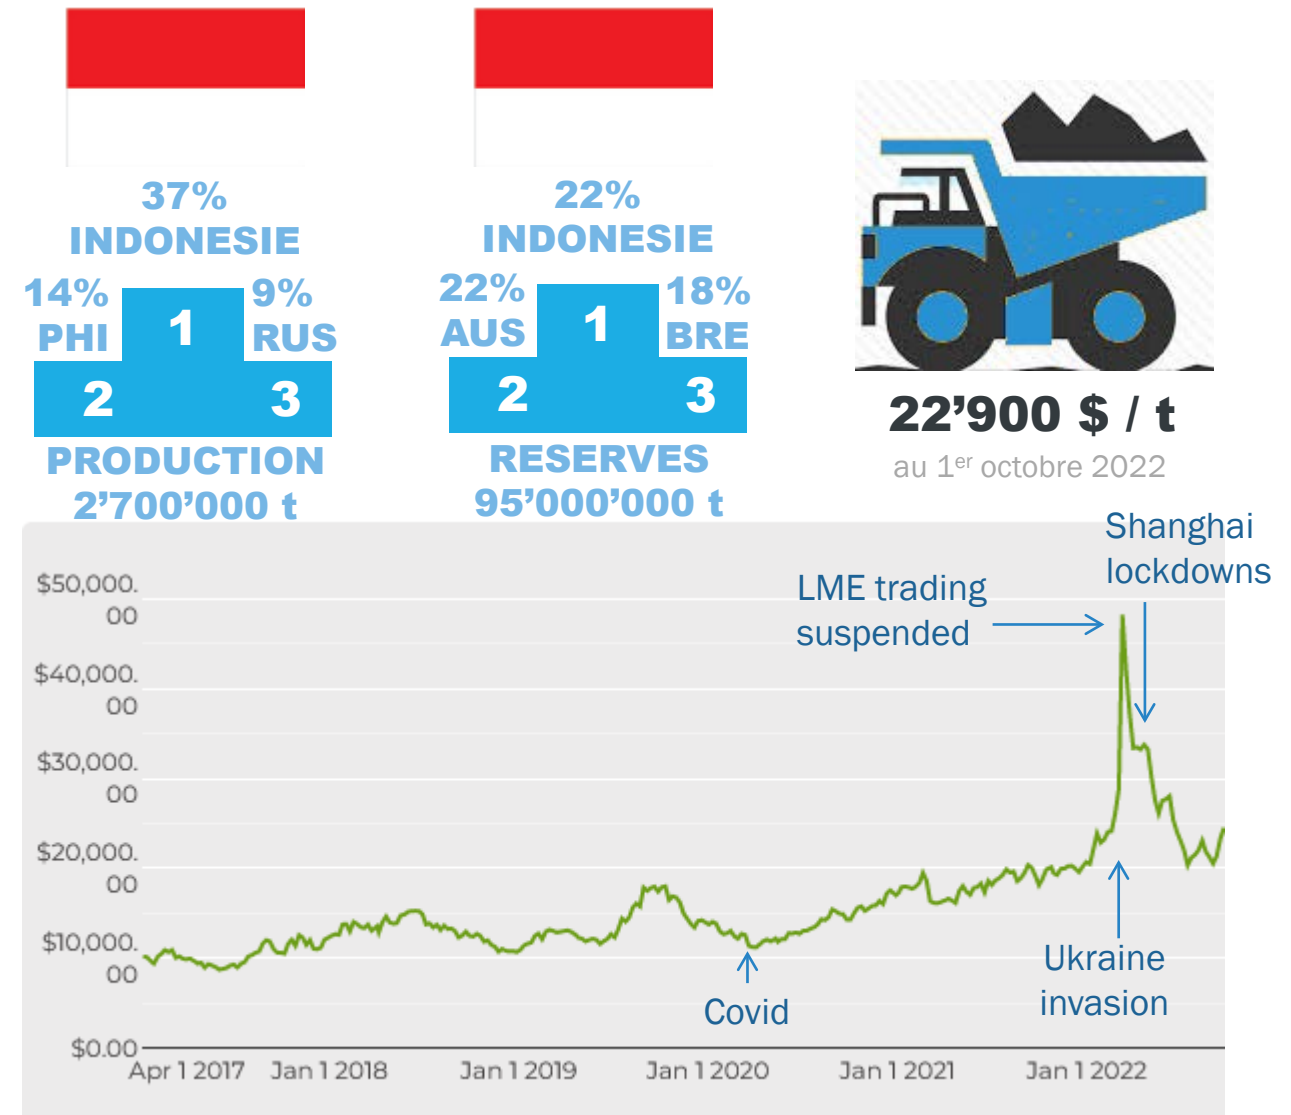 37%
INDONESIE
14%
PHI
1
9%
RUS
2
3
PRODUCTION
2’700’000 t
22%
INDONESIE
22%
AUS
1
18%
BRE
2
3
RESERVES
95’000’000 t
22’900 $ / t
au 1er octobre 2022
Shanghai
lockdowns
LME trading
suspended
$50,000.
00
$40,000.
00
$30,000.
00
$20,000.
00
$10,000.
00
$0.00
Covid
Ukraine
invasion
Apr 1 2017
Jan 1 2018
Jan 1 2019
Jan 1 2020
Jan 1 2021
Jan 1 2022